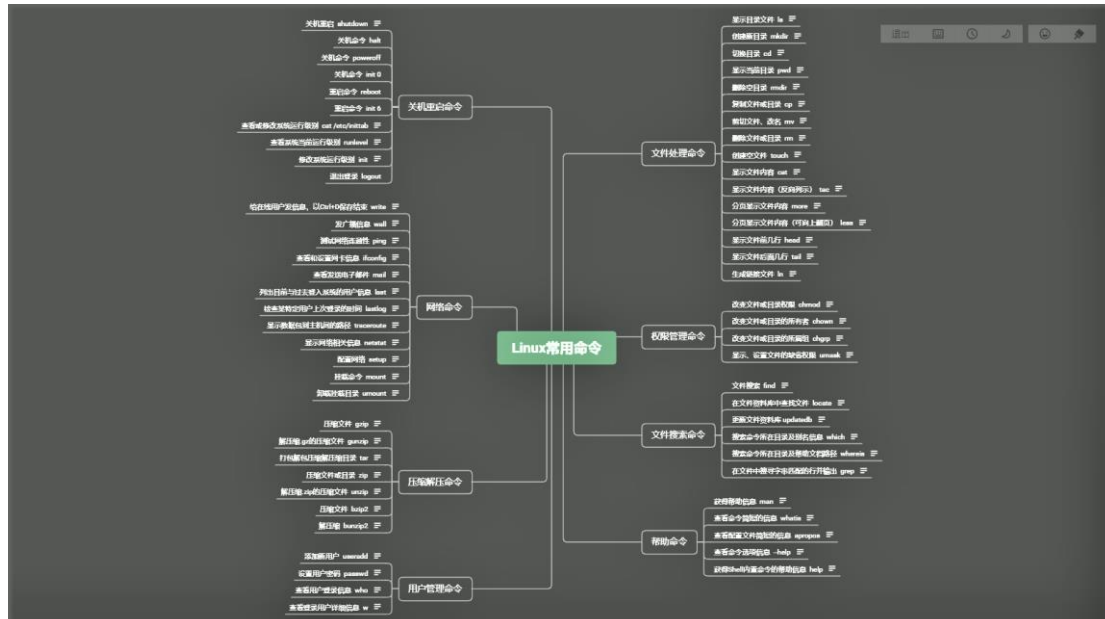 Linux常用命令
关机重启命令
关机重启 shutdown
关机命令 halt
关机命令 poweroff
关机命令 init 0
重启命令 reboot
重启命令 init 6
查看或修改系统运行级别 cat /etc/inittab
查看系统当前运行级别 runlevel
修改系统运行级别 init
退出登录 logout
网络命令
给在线用户发信息，以Ctrl+D保存结束 write
发广播信息 wall
测试网络连通性 ping
查看和设置网卡信息 ifconfig
查看发送电子邮件 mail
列出目前与过去登入系统的用户信息 last
检查某特定用户上次登录的时间 lastlog
显示数据包到主机间的路径 traceroute
显示网络相关信息 netstat
配置网络 setup
挂载命令 mount
卸载挂载目录 umount
压缩解压命令
压缩文件 gzip
解压缩.gz的压缩文件 gunzip
打包解包压缩解压缩目录 tar
压缩文件或目录 zip
解压缩.zip的压缩文件 unzip
压缩文件 bzip2
解压缩 bunzip2
用户管理命令
添加新用户 useradd
设置用户密码 passwd
查看用户登录信息 who
查看登录用户详细信息 w
文件处理命令
显示目录文件 ls
创建新目录 mkdir
切换目录 cd
显示当前目录 pwd
删除空目录 rmdir
复制文件或目录 cp
剪切文件、改名 mv
删除文件或目录 rm
创建空文件 touch
显示文件内容 cat
显示文件内容（反向列示） tac
分页显示文件内容 more
分页显示文件内容（可向上翻页） less
显示文件前几行 head
显示文件后面几行 tail
生成链接文件 ln
权限管理命令
改变文件或目录权限 chmod
改变文件或目录的所有者 chown
改变文件或目录的所属组 chgrp
显示、设置文件的缺省权限 umask
文件搜索命令
文件搜索 find
在文件资料库中查找文件 locate
更新文件资料库 updatedb
搜索命令所在目录及别名信息 which
搜索命令所在目录及帮助文档路径 whereis
在文件中搜寻字串匹配的行并输出 grep
帮助命令
获得帮助信息 man
查看命令简短的信息 whatis
查看配置文件简短的信息 apropos
查看命令选项信息 --help
获得Shell内置命令的帮助信息 help